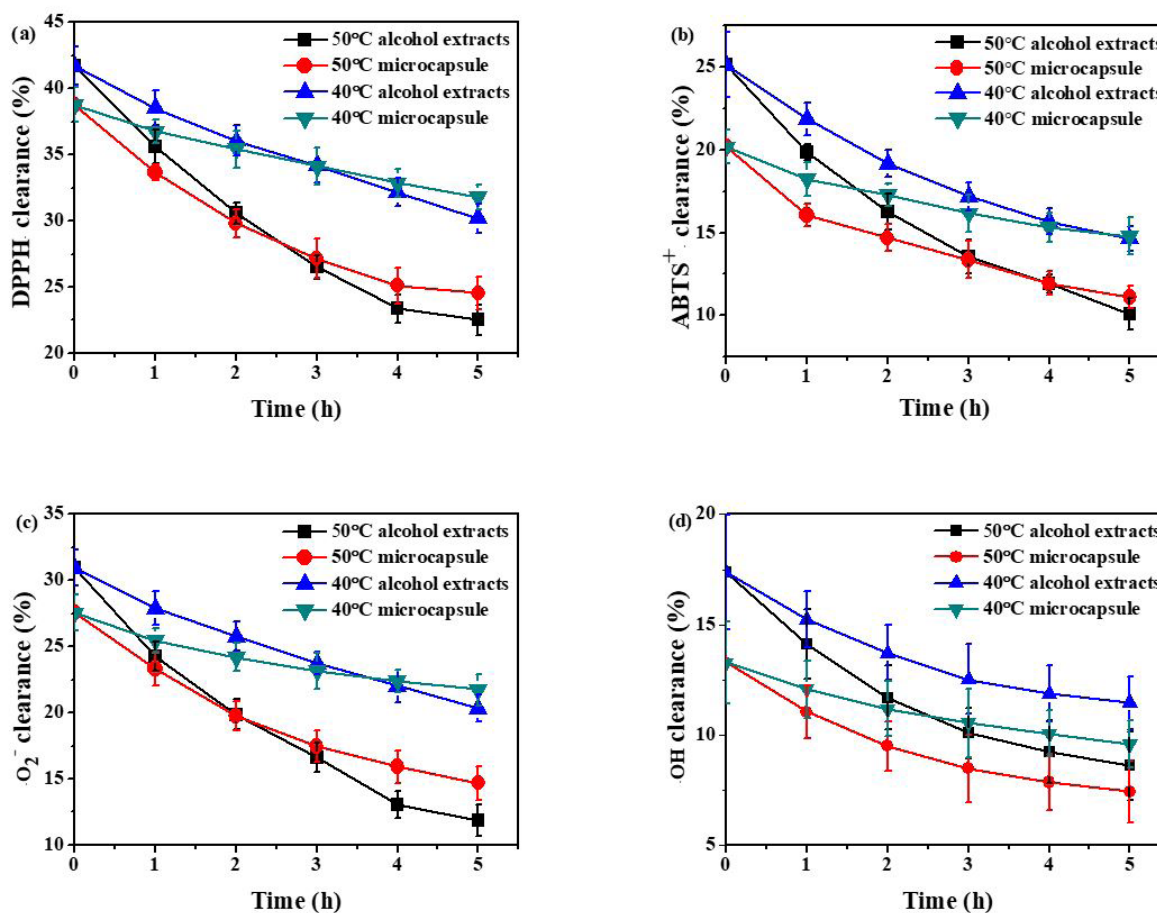 (a)
50°C alcohol extracts
50°C microcapsule
40°C alcohol extracts
40°C microcapsule
DPPH· clearance (%)
45
40
35
30
25
20
0 1 2 3 4 5
Time (h)
(b)
50°C alcohol extracts
50°C microcapsule
40°C alcohol extracts
40°C microcapsule
ABTS·⁺ clearance (%)
25
20
15
10
0 1 2 3 4 5
Time (h)
(c)
50°C alcohol extracts
50°C microcapsule
40°C alcohol extracts
40°C microcapsule
·O₂⁻ clearance (%)
35
30
25
20
15
10
0 1 2 3 4 5
Time (h)
(d)
50°C alcohol extracts
50°C microcapsule
40°C alcohol extracts
40°C microcapsule
·OH clearance (%)
20
15
10
5
0 1 2 3 4 5
Time (h)